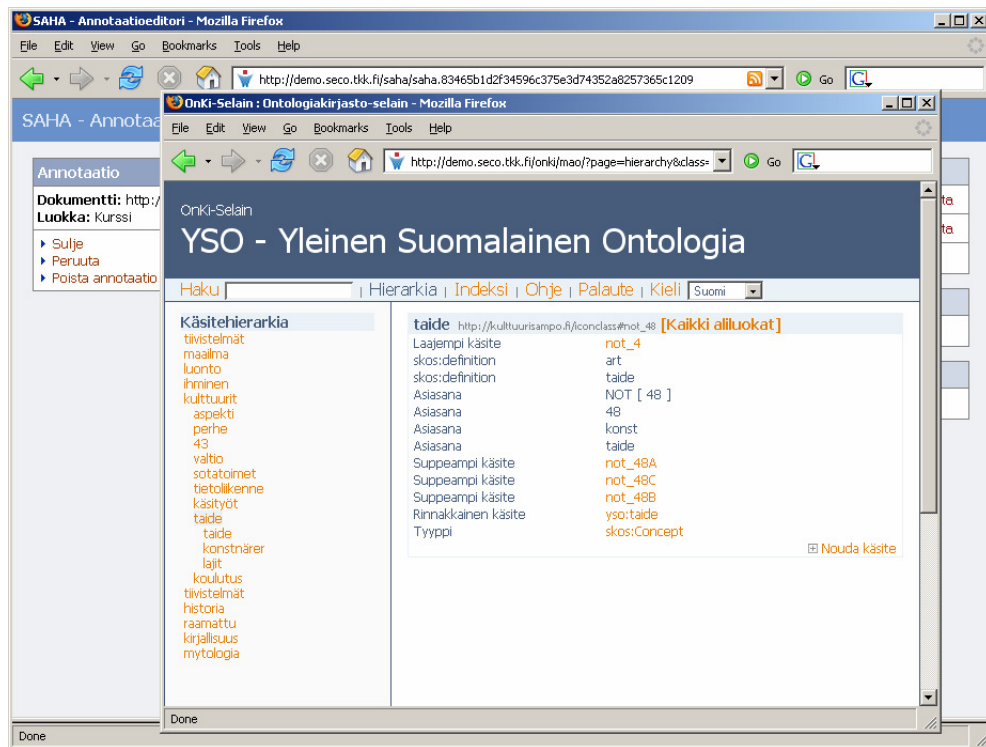 SAHA - Annotaatioeditori - Mozilla Firefox
File Edit View Go Bookmarks Tools Help
http://demo.seco.tkk.fi/saha/saha.83465b1d2f34596c375e3d74352a8257365c1209 Go
SAHA - Annotaa
Annotaatio
Dokumentti: http:/
Luokka: Kurssi
Sulje
Peruuta
Poista annotaatio
ta
ta
OnKi-Selain : Ontologiakirjasto-selain - Mozilla Firefox
File Edit View Go Bookmarks Tools Help
http://demo.seco.tkk.fi/onki/mao/?page=hierarchy&class= Go
OnKi-Selain
YSO - Yleinen Suomalainen Ontologia
Haku | Hierarkia | Indeksi | Ohje | Palaute | Kieli Suomi
Käsitehierarkia
tiivistelmät
maailma
luonto
ihminen
kulttuurit
aspekti
perhe
43
valtio
sotatoimet
tietoliikenne
käsityöt
taide
taide
konstnärer
lajit
koulutus
tiivistelmät
historia
raamattu
kirjallisuus
mytologia
taide http://kulttuurisampo.fi/iconclass#not_48 [Kaikki aliluokat]
Laajempi käsite not_4
skos:definition art
skos:definition taide
Asiasana NOT [ 48 ]
Asiasana 48
Asiasana konst
Asiasana taide
Suppeampi käsite not_48A
Suppeampi käsite not_48C
Suppeampi käsite not_48B
Rinnakkainen käsite yso:taide
Tyyppi skos:Concept
Nouda käsite
Done
Done